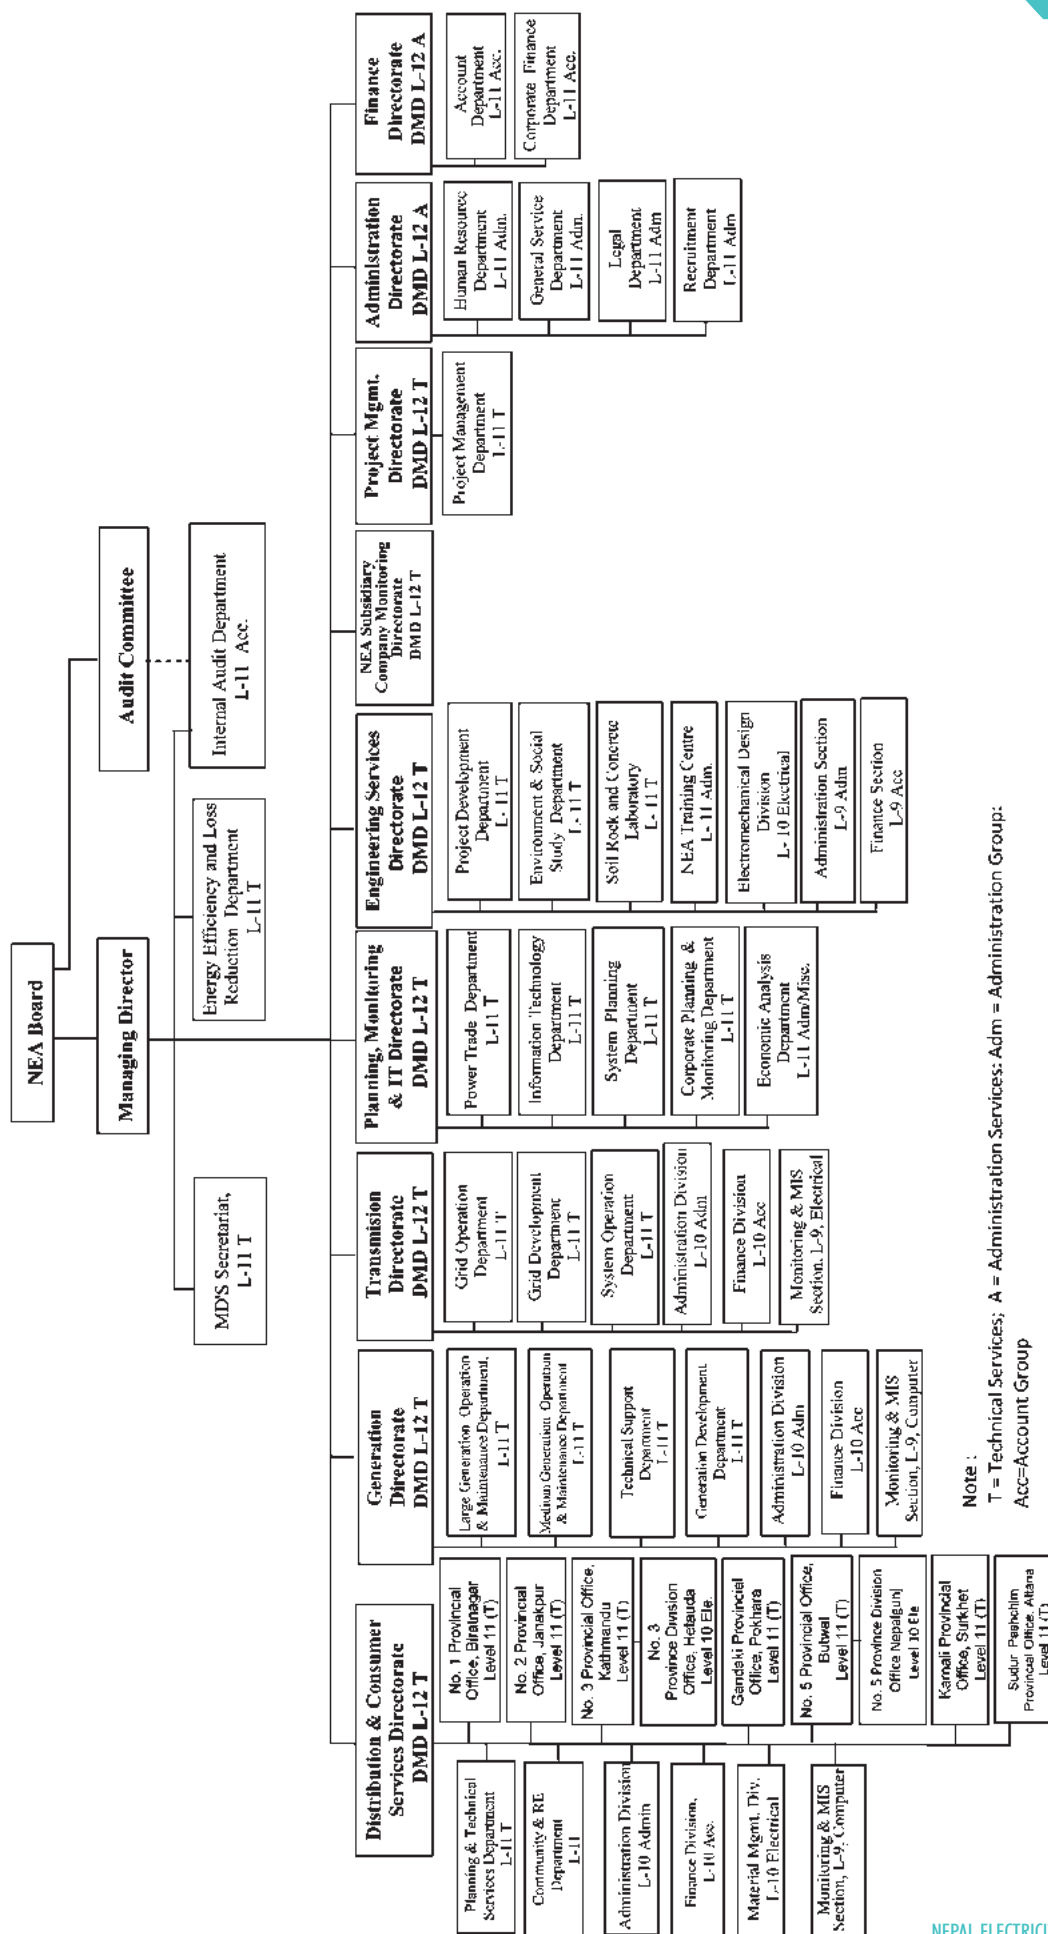 NEA Board
Managing Director
Audit Committee
MD'S Secretariat,
L-11 T
Energy Efficiency and Loss
Reduction Department
L-11 T
Internal Audit Department
L-11 Acc.
Distribution & Consumer
Services Directorate
DMD L-12 T
Generation
Directorate
DMD L-12 T
Transmision
Directorate
DMD L-12 T
Planning, Monitoring
& IT Directorate
DMD L-12 T
Engineering Services
Directorate
DMD L-12 T
NEA Subsidiary
Company Monitoring
Directorate
DMD L-12 T
Project Mgmt.
Directorate
DMD L-12 T
Administration
Directorate
DMD L-12 A
Finance
Directorate
DMD L-12 A
Planning & Technical
Services Department
L-11 T
Community & RE
Department
L-11
Administration Division
L-10 Admin
Finance Division,
L-10 Acc.
Material Mgmt. Div.
L-10 Electrical
Monitoring & MIS
Section, L-9, Computer
No. 1 Provincial
Office, Biratnagar
Level 11 (T)
No. 2 Provincial
Office, Janakpur
Level 11 (T)
No. 3 Provincial Office,
Kathmandu
Level 11 (T)
No. 3
Province Division
Office, Hetauda
Level 10 Ele.
Gandaki Provincial
Office, Pokhara
Level 11 (T)
No. 5 Provincial Office,
Butwal
Level 11 (T)
No. 5 Province Division
Office Nepalgunj
Level 10 Ele
Karnali Provincial
Office, Surkhet
Level 11 (T)
Sudur Pashchim
Provincial Office, Attaria
Level 11 (T)
Large Generation Operation
& Maintenance Department,
L-11 T
Medium Generation Operation
& Maintenance Department
L-11 T
Technical Support
Department
L-11 T
Generation Development
Department
L-11 T
Administration Division
L-10 Adm
Finance Division
L-10 Acc
Monitoring & MIS
Section, L-9, Computer
Grid Operation
Department
L-11 T
Grid Development
Department
L-11 T
System Operation
Department
L-11 T
Administration Division
L-10 Adm
Finance Division
L-10 Acc
Monitoring & MIS
Section. L-9, Electrical
Power Trade Department
L-11 T
Information Technology
Department
L-11 T
System Planning
Department
L-11 T
Corporate Planning &
Monitoring Department
L-11 T
Economic Analysis
Department
L-11 Adm/Misc.
Project Development
Department
L- 11 T
Environment & Social
Study Department
L- 11 T
Soil Rock and Concrete
Laboratory
L- 11 T
NEA Training Centre
L- 11 Adm.
Electromechanical Design
Division
L- 10 Electrical
Administration Section
L-9 Adm
Finance Section
L-9 Acc
Project Management
Department
L-11 T
Human Resource
Department
L-11 Adm.
General Service
Department
L-11 Adm.
Legal
Department
L-11 Adm
Recruitment
Department
L-11 Adm
Account
Department
L-11 Acc.
Corporate Finance
Department
L-11 Acc.
Note :
T = Technical Services; A = Administration Services: Adm = Administration Group:
Acc=Account Group
NEPAL